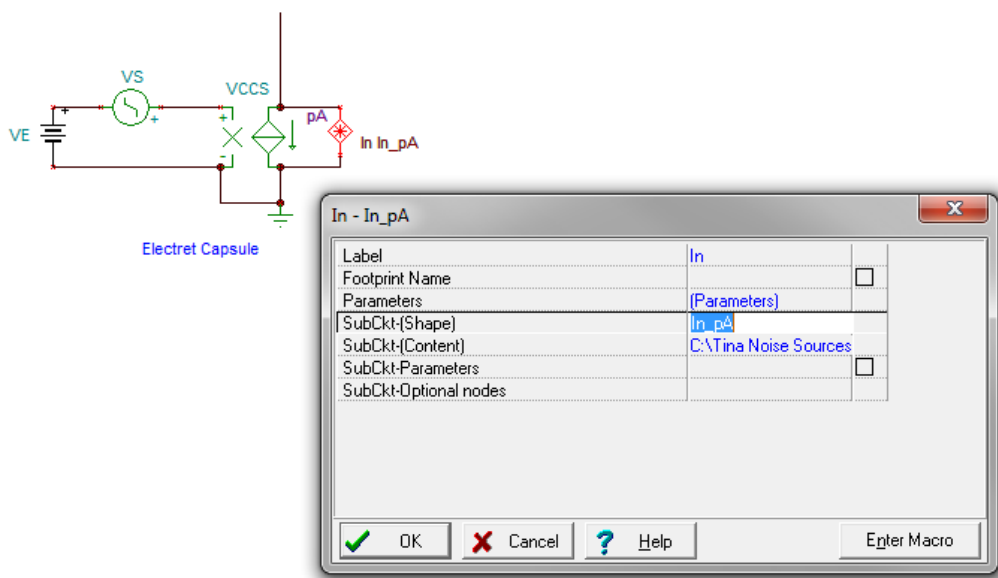 VS
VCCS
pA
VE
In In_pA
Electret Capsule
In - In_pA
Label In
Footprint Name
Parameters (Parameters)
SubCkt-(Shape) In_pA
SubCkt-(Content) C:\Tina Noise Sources
SubCkt-Parameters
SubCkt-Optional nodes
OK Cancel Help Enter Macro